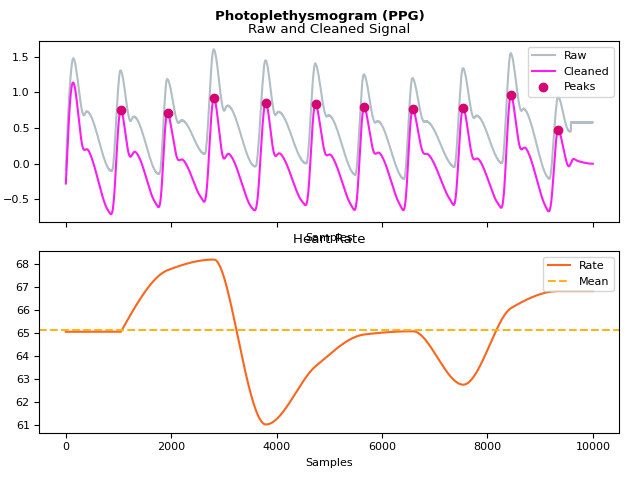 Photoplethysmogram (PPG)
Raw and Cleaned Signal
1.5
1.0
0.5
0.0
−0.5
Raw
Cleaned
Peaks
Samples
Heart Rate
68
67
66
65
64
63
62
61
Rate
Mean
0
2000
4000
6000
8000
10000
Samples